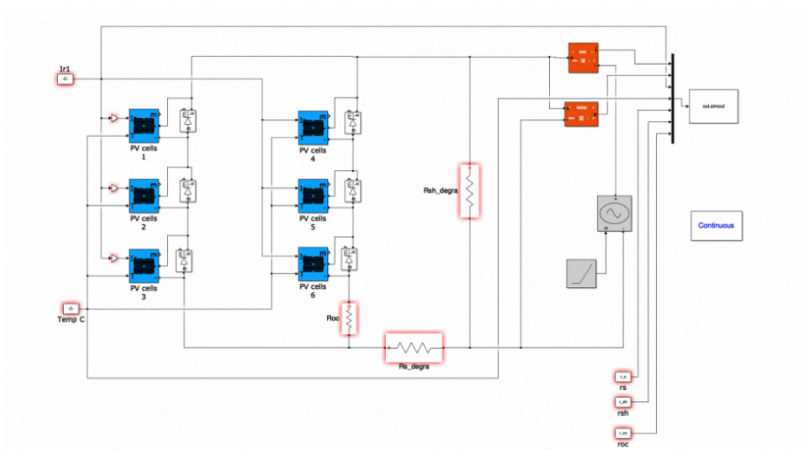 Ir1
PV cells
1
PV cells
4
out.simout
Rsh_degra
PV cells
2
PV cells
5
Continuous
PV cells
3
PV cells
6
Temp C
Roc
Rs_degra
rs
rsh
roc